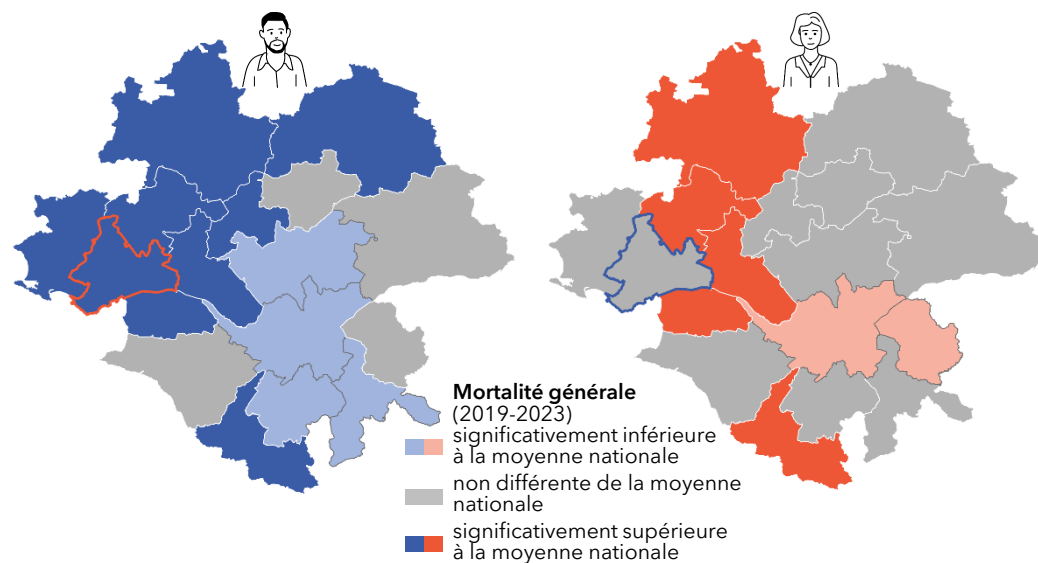 Mortalité générale
(2019-2023)
significativement inférieure
à la moyenne nationale
non différente de la moyenne
nationale
significativement supérieure
à la moyenne nationale